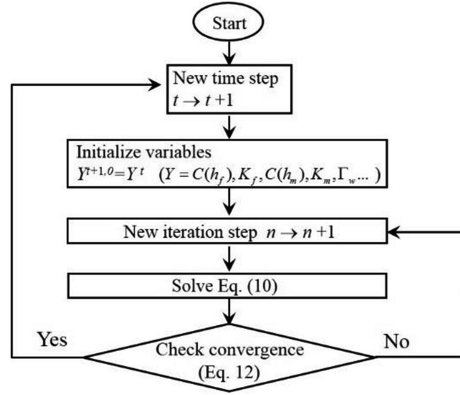 Start
New time step
t → t +1
Initialize variables
Y^{t+1,0}=Y^t (Y = C(h_f), K_f, C(h_m), K_m, Γ_w... )
New iteration step n → n +1
Solve Eq. (10)
Yes
Check convergence
No
(Eq. 12)